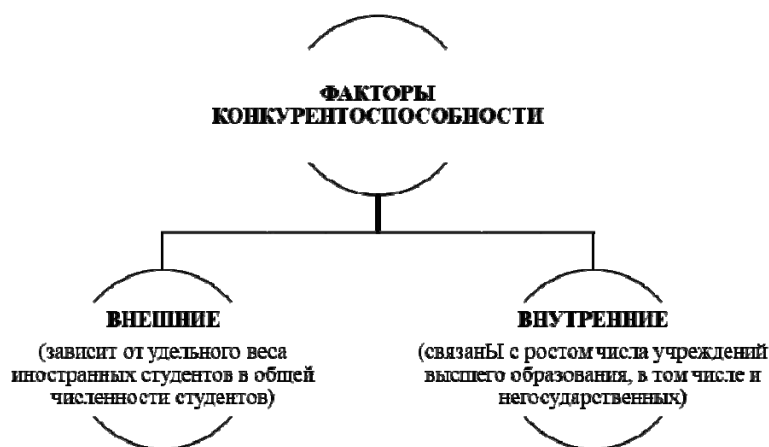 ФАКТОРЫ
КОНКУРЕНТОСПОСОБНОСТИ
ВНЕШНИЕ
(зависит от удельного веса
иностранных студентов в общей
численности студентов)
ВНУТРЕННИЕ
(связанЫ с ростом числа учреждений
высшего образования, в том числе и
негосударственных)